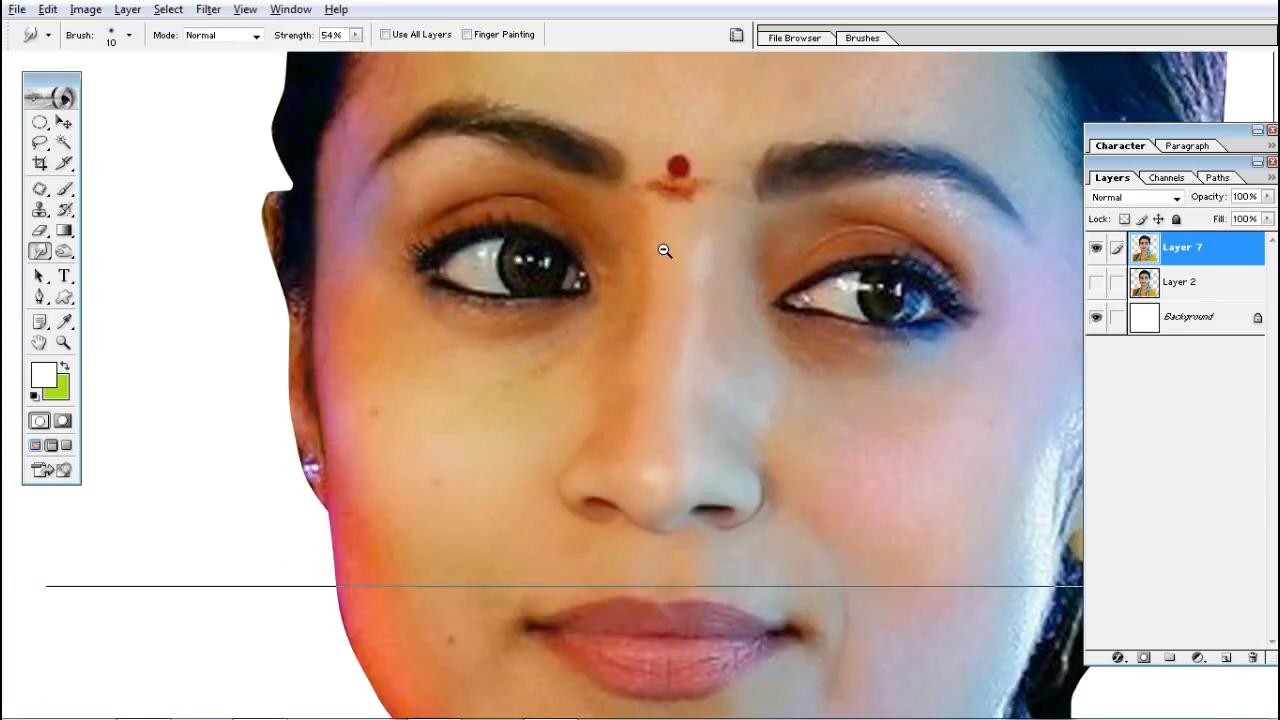 File Edit Image Layer Select Filter View Window Help
Brush: 10 Mode: Normal Strength: 54% Use All Layers Finger Painting File Browser Brushes
Character Paragraph
Layers Channels Paths
Normal Opacity: 100%
Lock: Fill: 100%
Layer 7
Layer 2
Background